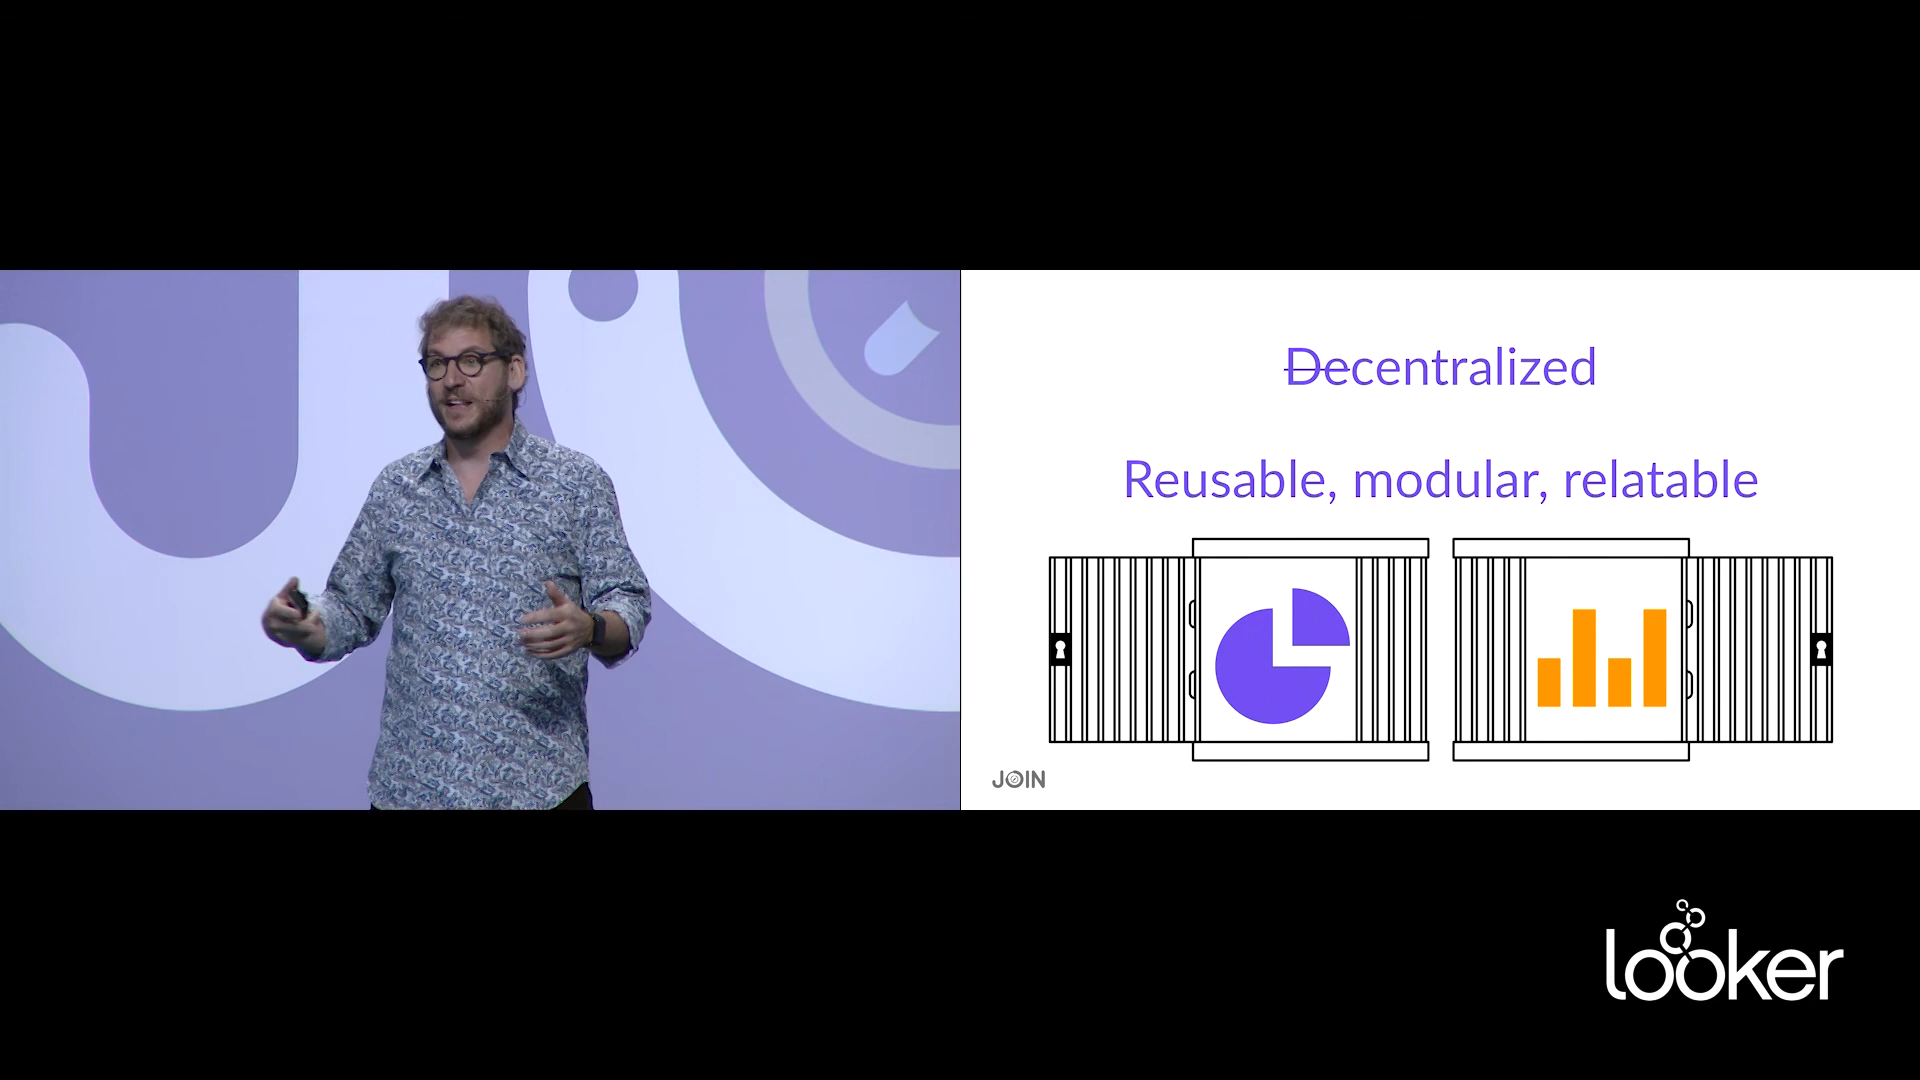 Decentralized
Reusable, modular, relatable
JOIN
looker